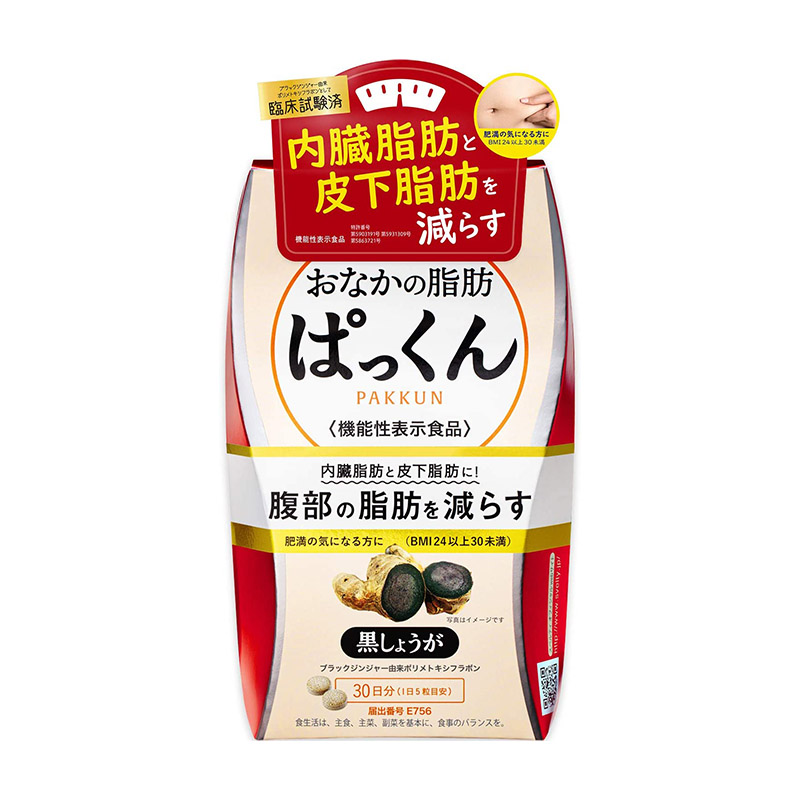 ブラックジンジャー由来
ポリメトキシフラボンとして
臨床試験済
内臓脂肪と
皮下脂肪を
減らす
機能性表示食品
特許番号
第5903191号 第5931309号
第5863721号
肥満の気になる方に
BMI24以上30未満
おなかの脂肪
ぱっくん
PAKKUN
〈機能性表示食品〉
内臓脂肪と皮下脂肪に!
腹部の脂肪を減らす
肥満の気になる方に (BMI24以上30未満)
写真はイメージです
黒しょうが
ブラックジンジャー由来ポリメトキシフラボン
30日分(1日5粒目安)
届出番号 E756
食生活は、主食、主菜、副菜を基本に、食事のバランスを。
http://www.svelty.jp/